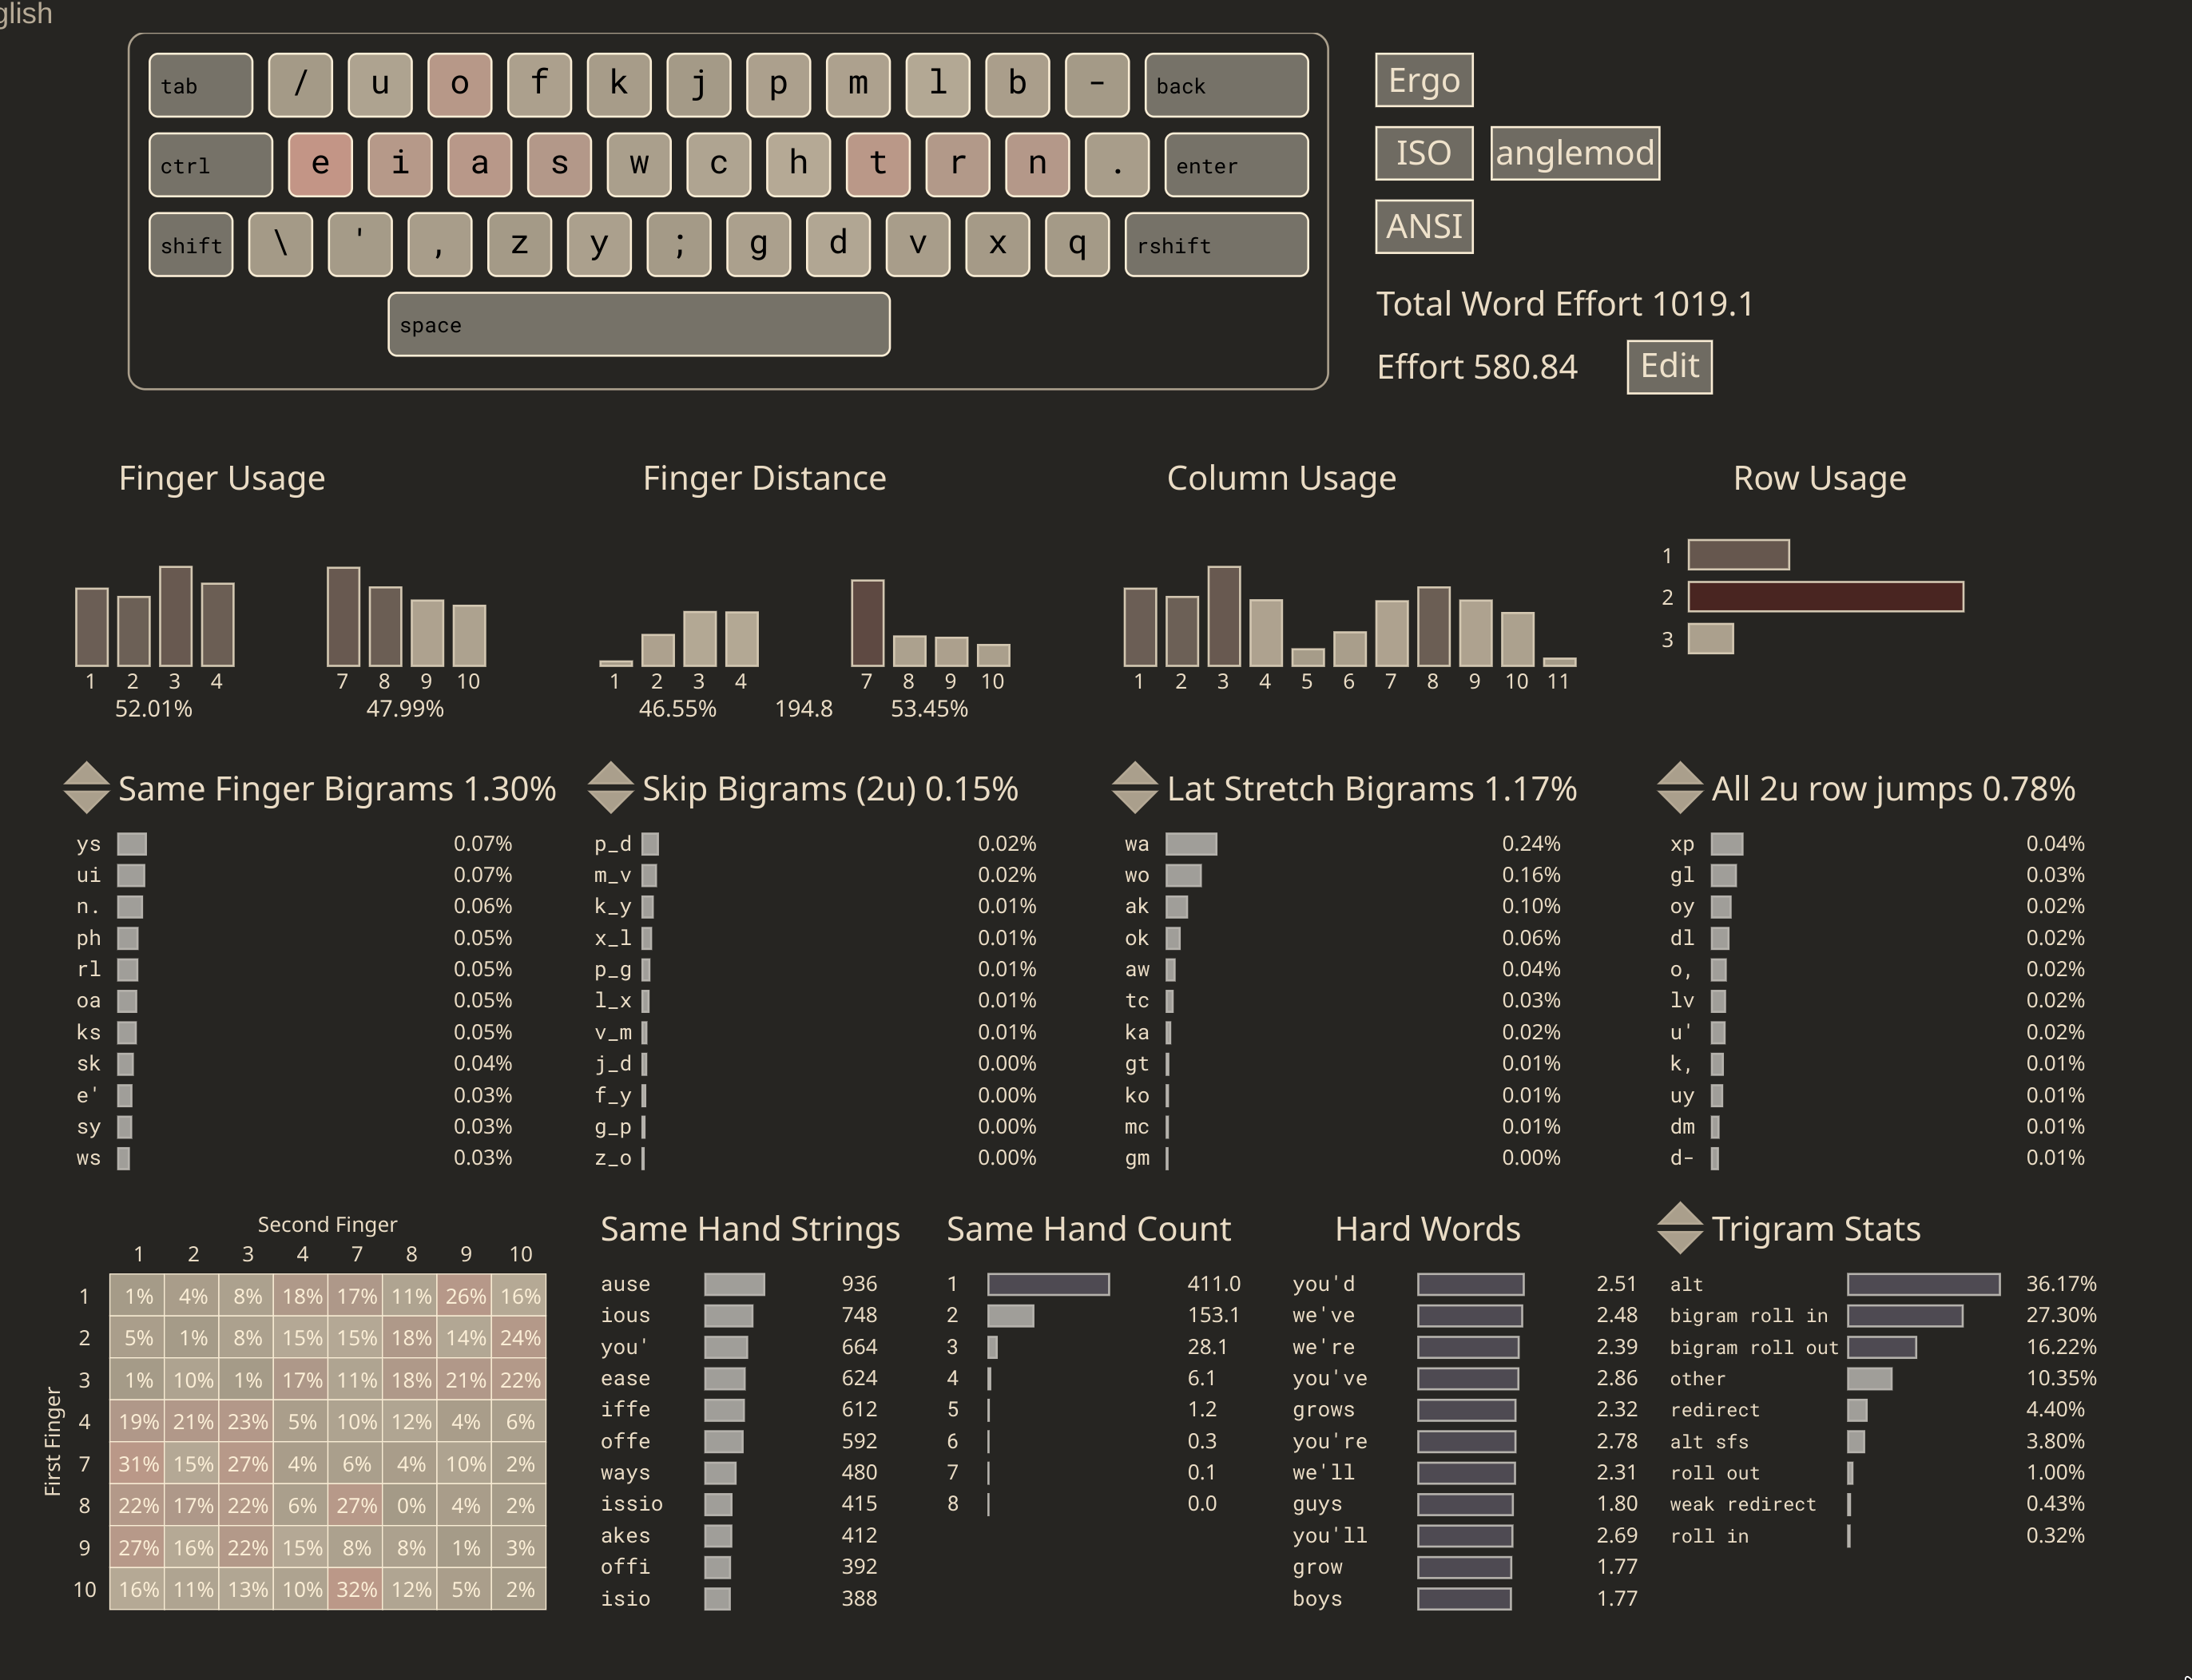 glish
tab / u o f k j p m l b - back
ctrl e i a s w c h t r n . enter
shift \ ' , z y ; g d v x q rshift
space
Ergo
ISO anglemod
ANSI
Total Word Effort 1019.1
Effort 580.84 Edit
Finger Usage
1 2 3 4 7 8 9 10
52.01% 47.99%
Finger Distance
1 2 3 4 7 8 9 10
46.55% 194.8 53.45%
Column Usage
1 2 3 4 5 6 7 8 9 10 11
Row Usage
1
2
3
Same Finger Bigrams 1.30%
ys 0.07%
ui 0.07%
n. 0.06%
ph 0.05%
rl 0.05%
oa 0.05%
ks 0.05%
sk 0.04%
e' 0.03%
sy 0.03%
ws 0.03%
Skip Bigrams (2u) 0.15%
p_d 0.02%
m_v 0.02%
k_y 0.01%
x_l 0.01%
p_g 0.01%
l_x 0.01%
v_m 0.01%
j_d 0.00%
f_y 0.00%
g_p 0.00%
z_o 0.00%
Lat Stretch Bigrams 1.17%
wa 0.24%
wo 0.16%
ak 0.10%
ok 0.06%
aw 0.04%
tc 0.03%
ka 0.02%
gt 0.01%
ko 0.01%
mc 0.01%
gm 0.00%
All 2u row jumps 0.78%
xp 0.04%
gl 0.03%
oy 0.02%
dl 0.02%
o, 0.02%
lv 0.02%
u' 0.02%
k, 0.01%
uy 0.01%
dm 0.01%
d- 0.01%
Second Finger
1 2 3 4 7 8 9 10
First Finger
1 1% 4% 8% 18% 17% 11% 26% 16%
2 5% 1% 8% 15% 15% 18% 14% 24%
3 1% 10% 1% 17% 11% 18% 21% 22%
4 19% 21% 23% 5% 10% 12% 4% 6%
7 31% 15% 27% 4% 6% 4% 10% 2%
8 22% 17% 22% 6% 27% 0% 4% 2%
9 27% 16% 22% 15% 8% 8% 1% 3%
10 16% 11% 13% 10% 32% 12% 5% 2%
Same Hand Strings
ause 936
ious 748
you' 664
ease 624
iffe 612
offe 592
ways 480
issio 415
akes 412
offi 392
isio 388
Same Hand Count
1 411.0
2 153.1
3 28.1
4 6.1
5 1.2
6 0.3
7 0.1
8 0.0
Hard Words
you'd 2.51
we've 2.48
we're 2.39
you've 2.86
grows 2.32
you're 2.78
we'll 2.31
guys 1.80
you'll 2.69
grow 1.77
boys 1.77
Trigram Stats
alt 36.17%
bigram roll in 27.30%
bigram roll out 16.22%
other 10.35%
redirect 4.40%
alt sfs 3.80%
roll out 1.00%
weak redirect 0.43%
roll in 0.32%